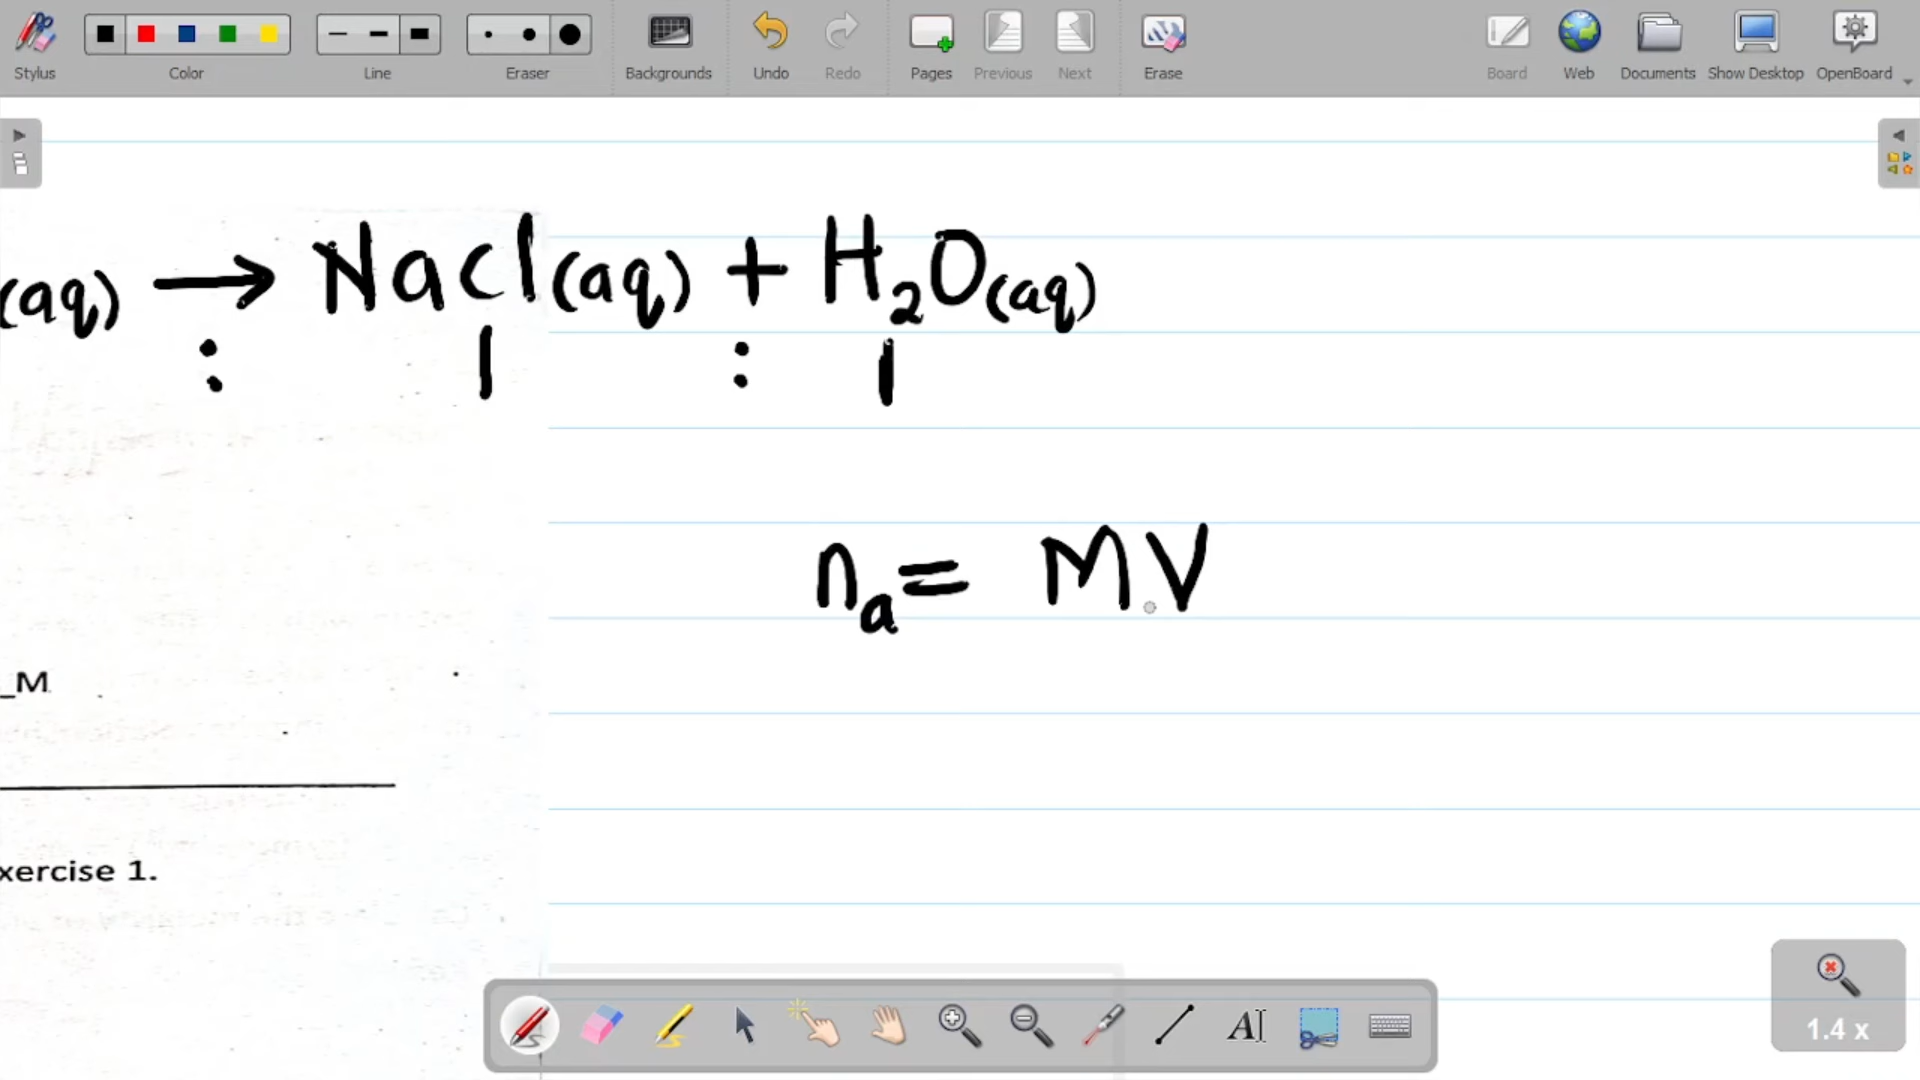 Stylus Color Line Eraser Backgrounds Undo Redo Pages Previous Next Erase Board Web Documents Show Desktop OpenBoard
(aq) → NaCl(aq) + H₂O(aq)
: 1 : 1
nₐ = MV
_M
xercise 1.
1.4 x